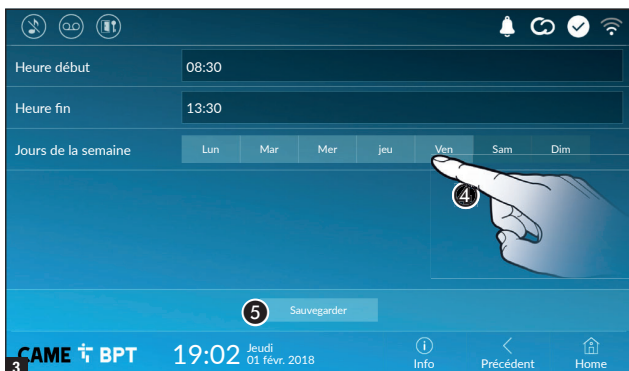 Heure début 08:30
Heure fin 13:30
Jours de la semaine Lun Mar Mer jeu Ven Sam Dim
4
5 Sauvegarder
3 CAME BPT 19:02 Jeudi
01 févr. 2018
Info Précédent Home